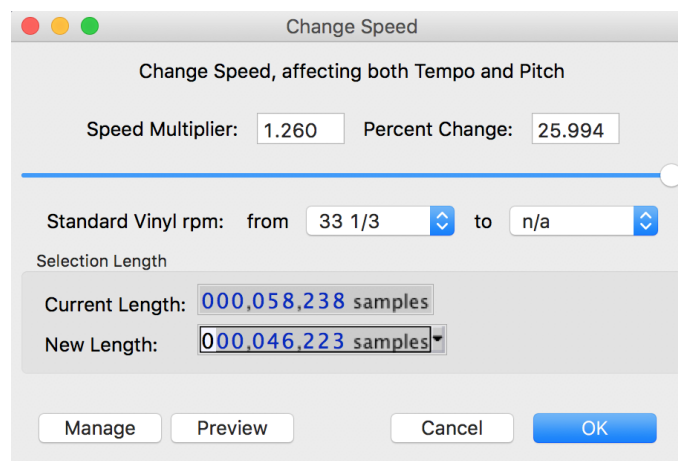 Change Speed
Change Speed, affecting both Tempo and Pitch
Speed Multiplier: 1.260 Percent Change: 25.994
Standard Vinyl rpm: from 33 1/3 to n/a
Selection Length
Current Length: 000,058,238 samples
New Length: 000,046,223 samples
Manage Preview Cancel OK